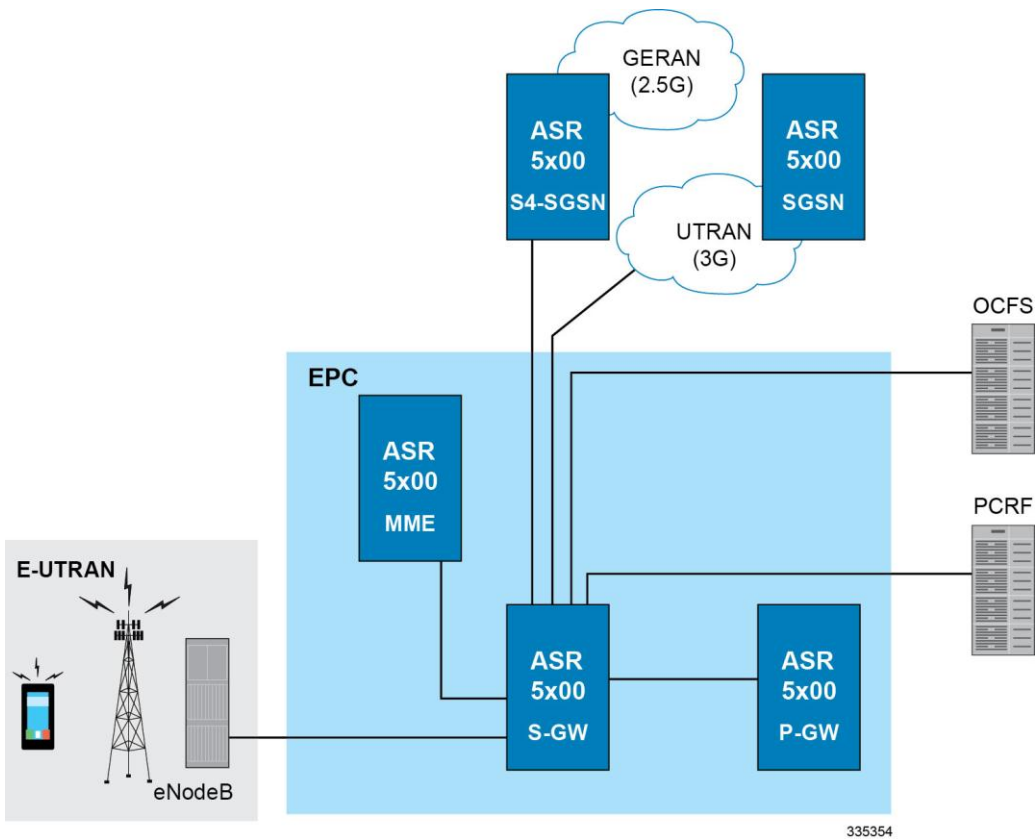 GERAN
(2.5G)
ASR
5x00
S4-SGSN
ASR
5x00
SGSN
UTRAN
(3G)
OCFS
EPC
ASR
5x00
MME
PCRF
E-UTRAN
ASR
5x00
S-GW
ASR
5x00
P-GW
eNodeB
335354